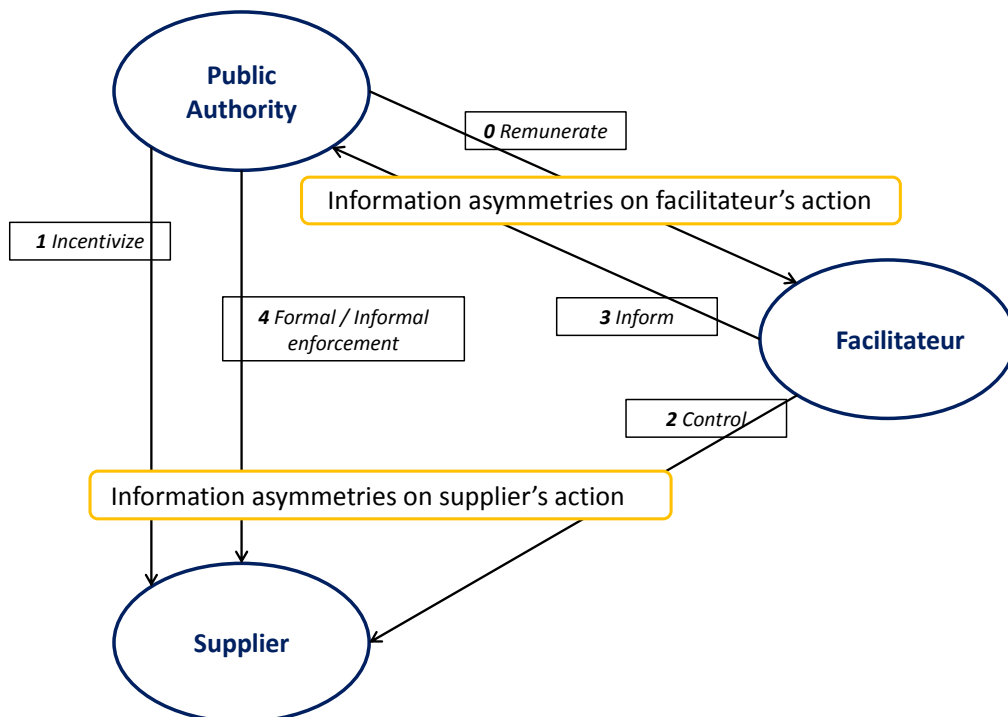 Public
Authority
0 Remunerate
Information asymmetries on facilitateur's action
1 Incentivize
4 Formal / Informal
enforcement
3 Inform
Facilitateur
2 Control
Information asymmetries on supplier's action
Supplier